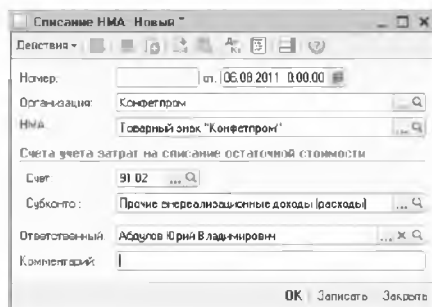 Списание НМА: Новый *
Действия
Номер: от: 06.08.2011 0:00:00
Организация: Конфетпром ...
НМА: Товарный знак "Конфетпром" ...
Счета учета затрат на списание остаточной стоимости
Счет: 91.02 ...
Субконто: Прочие внереализационные доходы (расходы) ...
Ответственный: Абдулов Юрий Владимирович ... ×
Комментарий:
OK Записать Закрыть